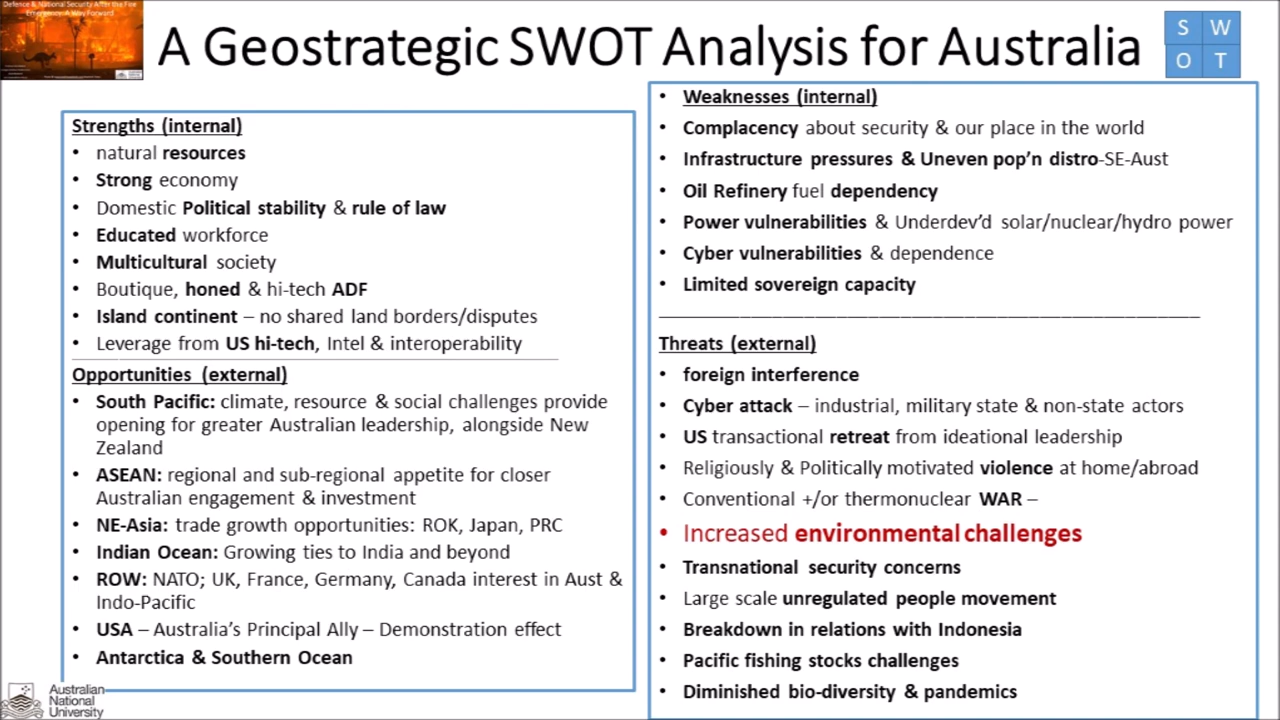 Defence & National Security After the Fire
Emergency: A Way Forward
A Geostrategic SWOT Analysis for Australia
S W
O T
Strengths (internal)
• natural resources
• Strong economy
• Domestic Political stability & rule of law
• Educated workforce
• Multicultural society
• Boutique, honed & hi-tech ADF
• Island continent – no shared land borders/disputes
• Leverage from US hi-tech, Intel & interoperability
Opportunities (external)
• South Pacific: climate, resource & social challenges provide
opening for greater Australian leadership, alongside New
Zealand
• ASEAN: regional and sub-regional appetite for closer
Australian engagement & investment
• NE-Asia: trade growth opportunities: ROK, Japan, PRC
• Indian Ocean: Growing ties to India and beyond
• ROW: NATO; UK, France, Germany, Canada interest in Aust &
Indo-Pacific
• USA – Australia's Principal Ally – Demonstration effect
• Antarctica & Southern Ocean
• Weaknesses (internal)
• Complacency about security & our place in the world
• Infrastructure pressures & Uneven pop'n distro-SE-Aust
• Oil Refinery fuel dependency
• Power vulnerabilities & Underdev'd solar/nuclear/hydro power
• Cyber vulnerabilities & dependence
• Limited sovereign capacity
Threats (external)
• foreign interference
• Cyber attack – industrial, military state & non-state actors
• US transactional retreat from ideational leadership
• Religiously & Politically motivated violence at home/abroad
• Conventional +/or thermonuclear WAR –
• Increased environmental challenges
• Transnational security concerns
• Large scale unregulated people movement
• Breakdown in relations with Indonesia
• Pacific fishing stocks challenges
• Diminished bio-diversity & pandemics
Australian
National
University